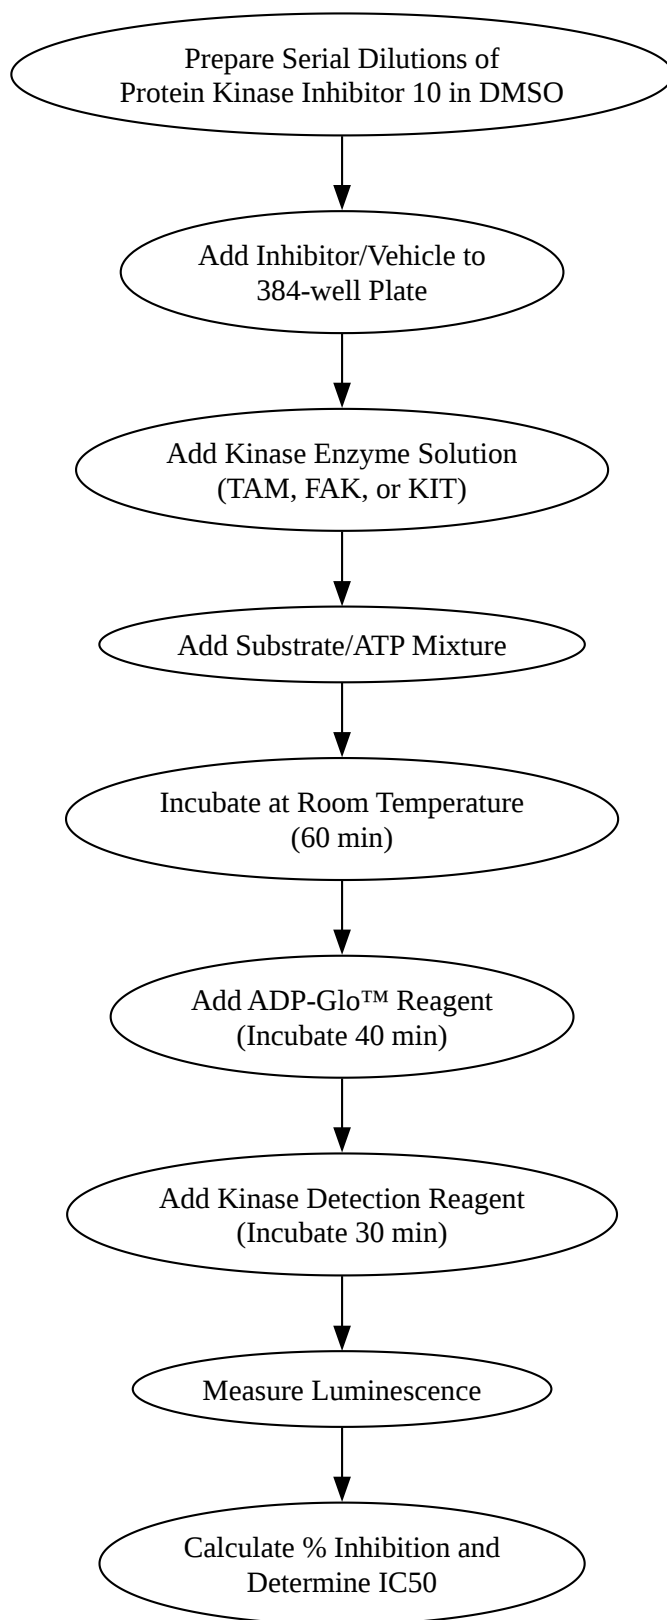 Prepare Serial Dilutions of
Protein Kinase Inhibitor 10 in DMSO
Add Inhibitor/Vehicle to
384-well Plate
Add Kinase Enzyme Solution
(TAM, FAK, or KIT)
Add Substrate/ATP Mixture
Incubate at Room Temperature
(60 min)
Add ADP-Glo™ Reagent
(Incubate 40 min)
Add Kinase Detection Reagent
(Incubate 30 min)
Measure Luminescence
Calculate % Inhibition and
Determine IC50